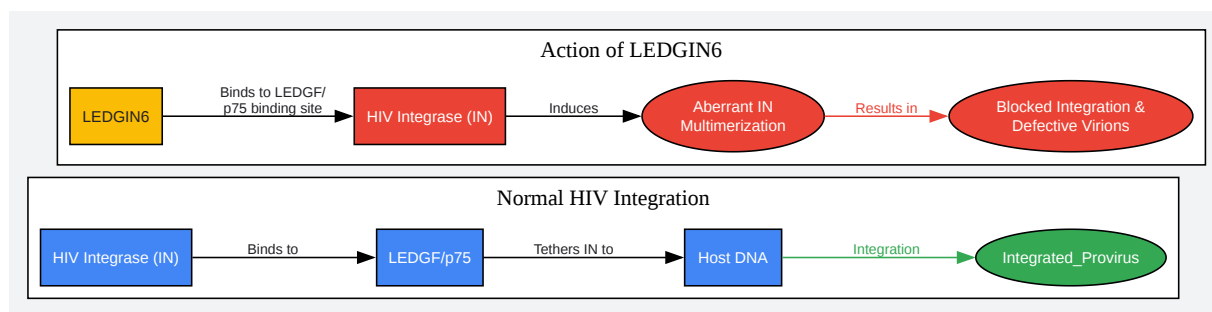 Action of LEDGIN6
LEDGIN6
Binds to LEDGF/
p75 binding site
HIV Integrase (IN)
Induces
Aberrant IN
Multimerization
Results in
Blocked Integration &
Defective Virions
Normal HIV Integration
HIV Integrase (IN)
Binds to
LEDGF/p75
Tethers IN to
Host DNA
Integration
Integrated_Provirus